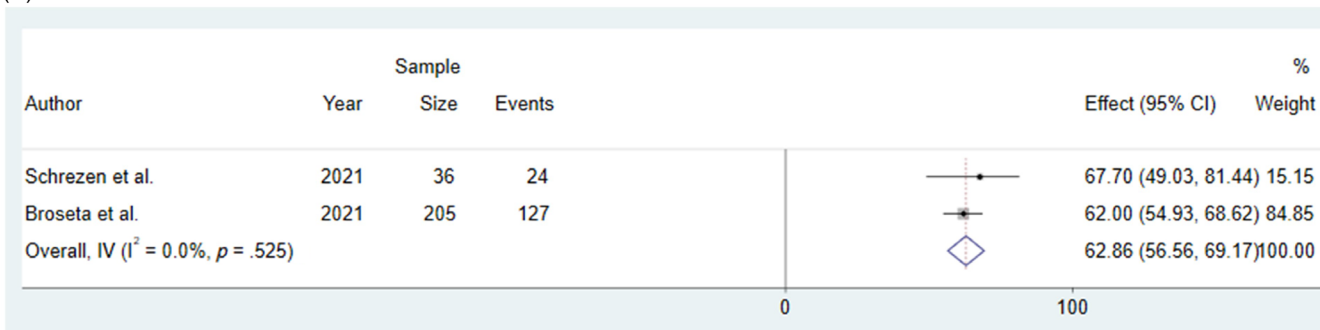 Sample %
Author Year Size Events Effect (95% CI) Weight
Schrezen et al. 2021 36 24 67.70 (49.03, 81.44) 15.15
Broseta et al. 2021 205 127 62.00 (54.93, 68.62) 84.85
Overall, IV (I² = 0.0%, p = .525) 62.86 (56.56, 69.17)100.00
0 100